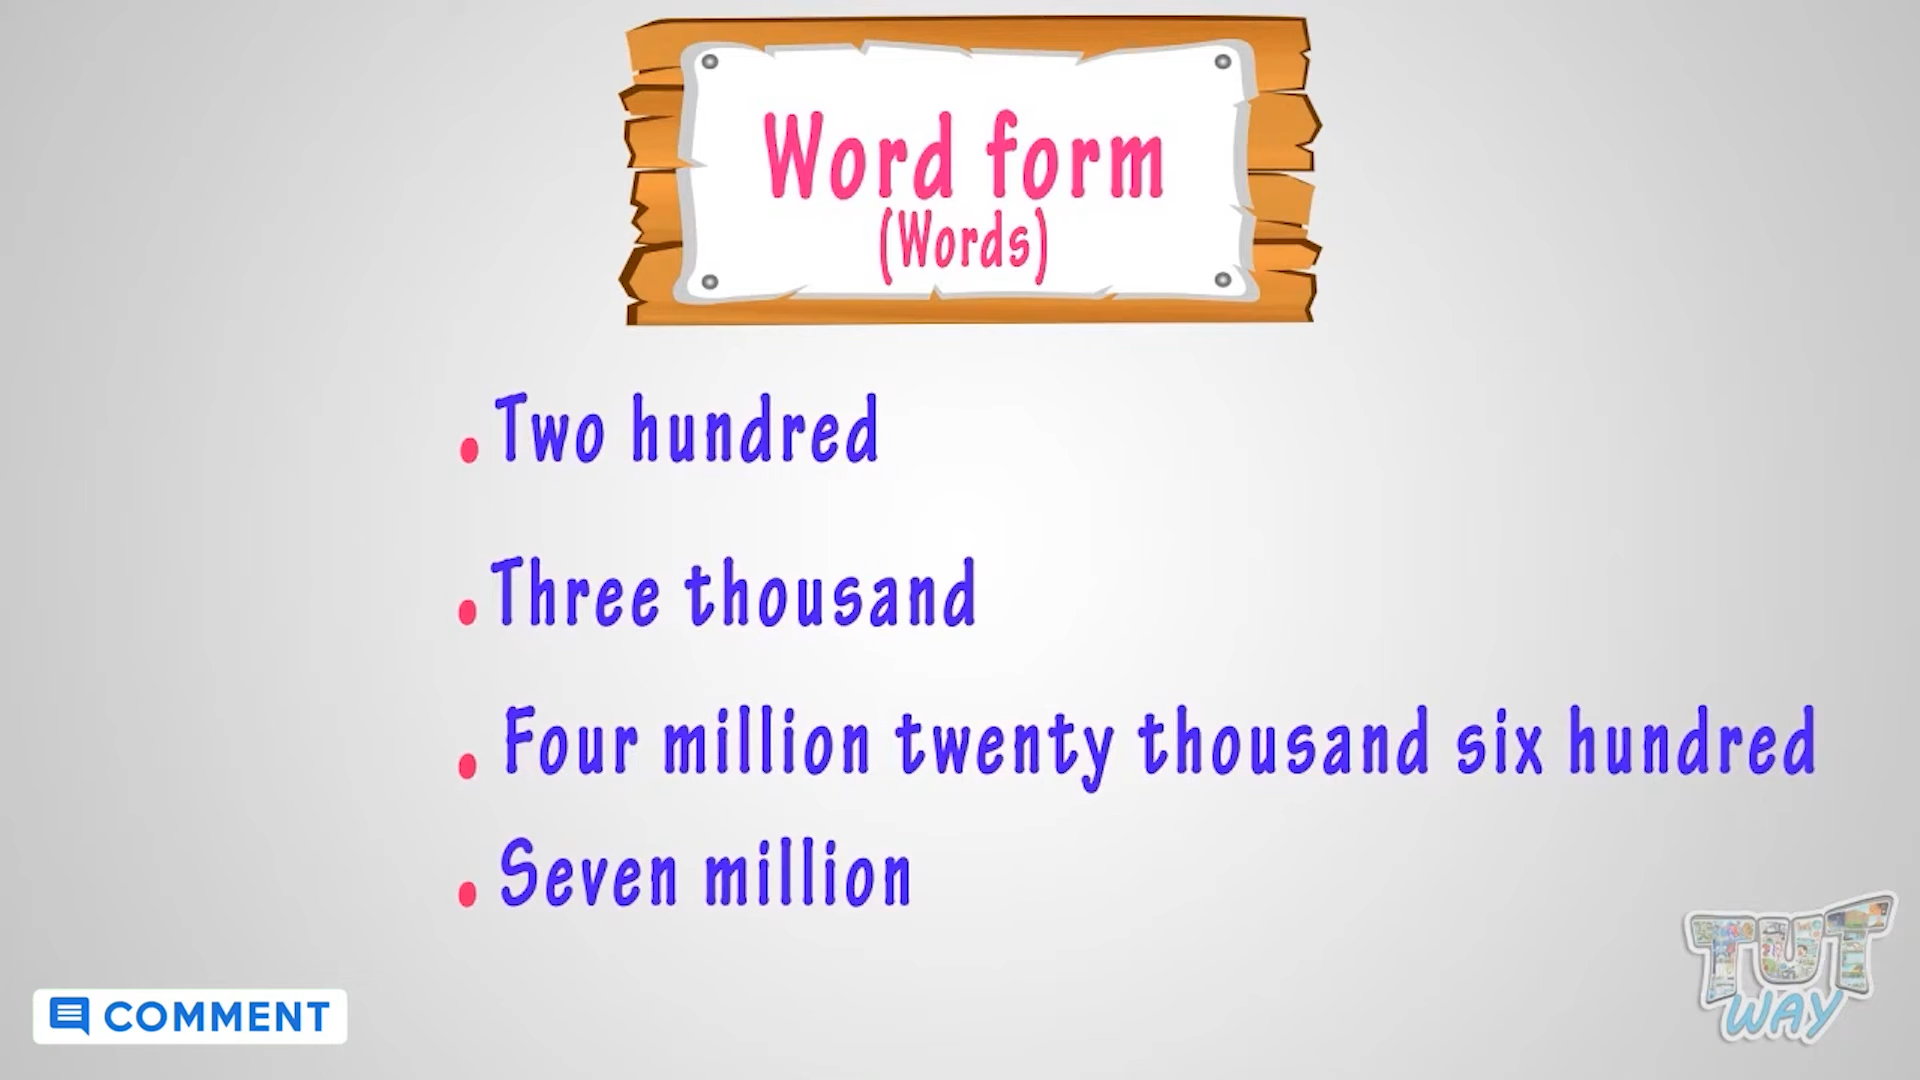 Word form
(Words)
Two hundred
Three thousand
Four million twenty thousand six hundred
Seven million
COMMENT
TUT
WAY